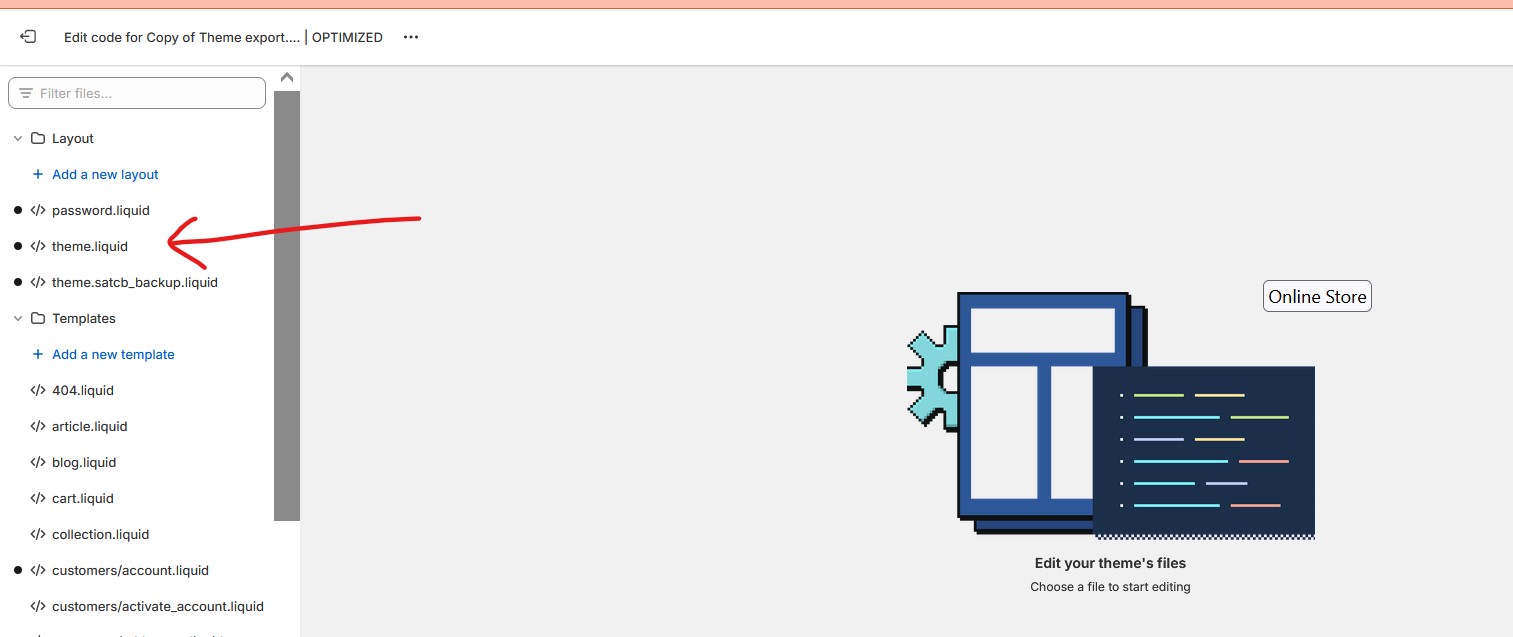 Edit code for Copy of Theme export.... | OPTIMIZED
Filter files...
Layout
Add a new layout
password.liquid
theme.liquid
theme.satcb_backup.liquid
Templates
Add a new template
404.liquid
article.liquid
blog.liquid
cart.liquid
collection.liquid
customers/account.liquid
customers/activate_account.liquid
Online Store
Edit your theme's files
Choose a file to start editing